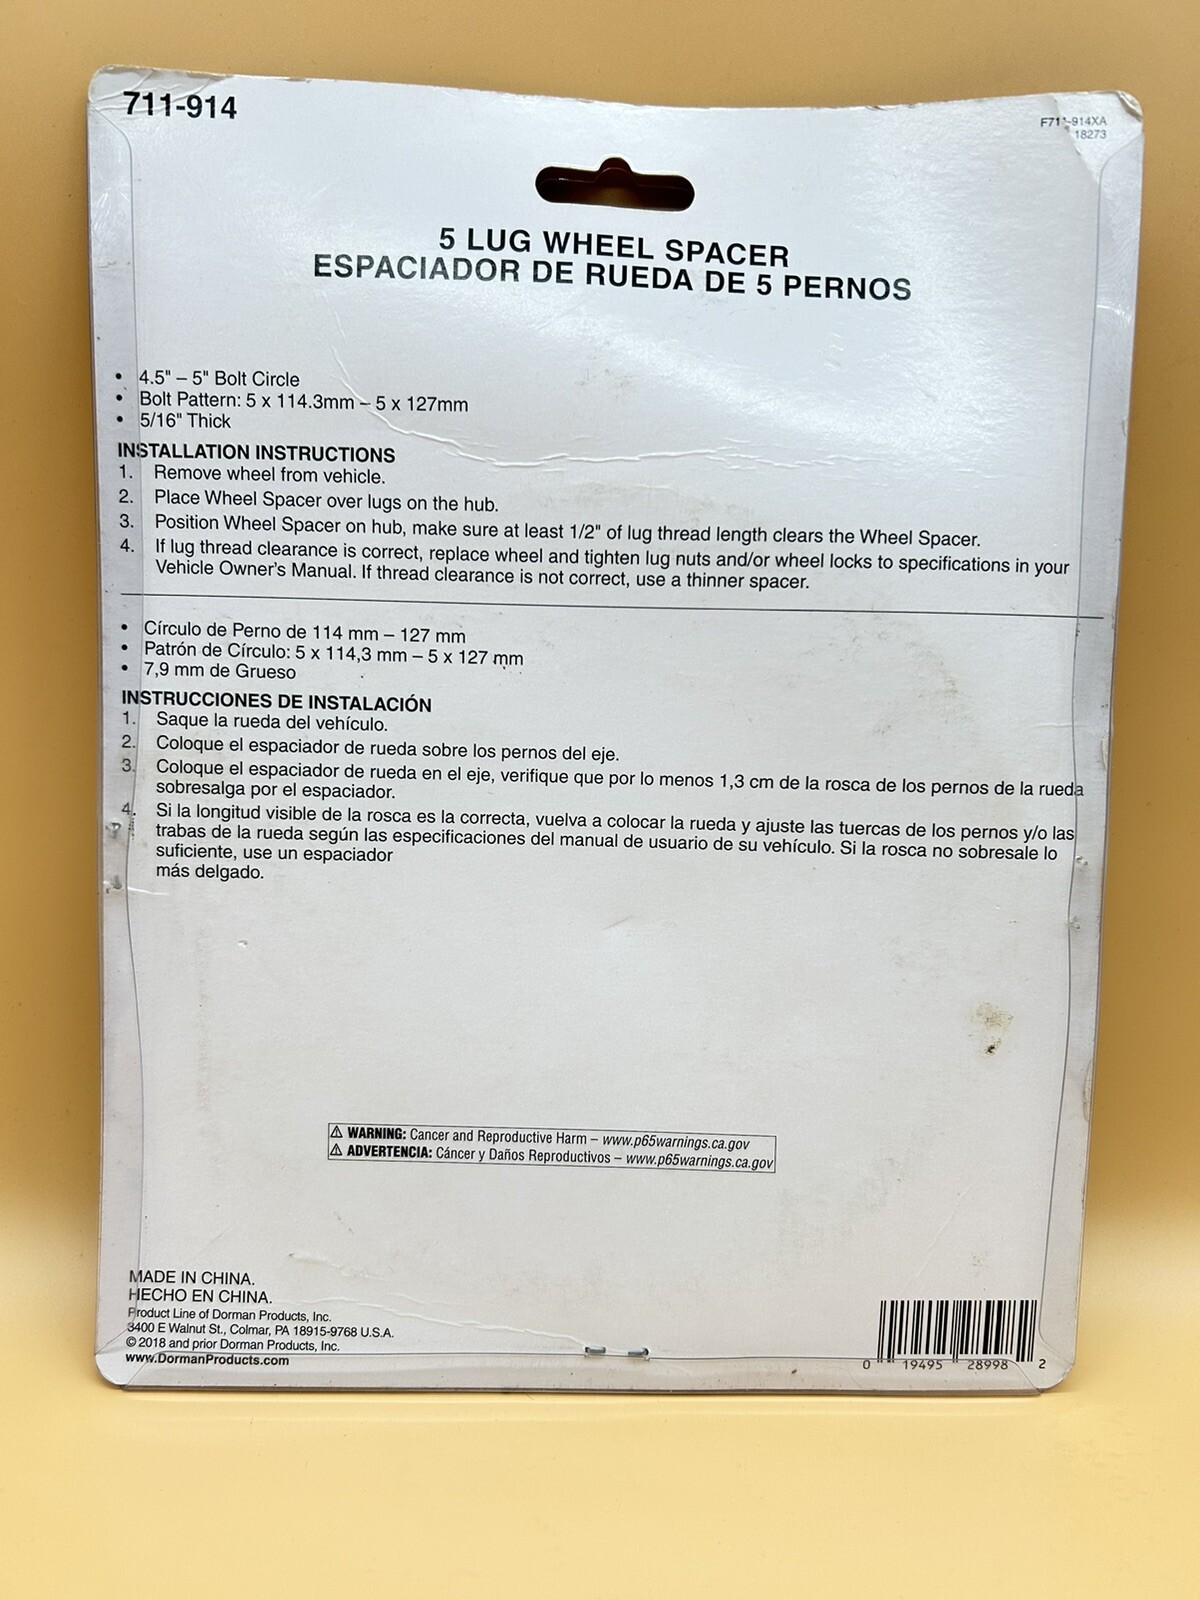 711-914
F711-914XA
18273
5 LUG WHEEL SPACER
ESPACIADOR DE RUEDA DE 5 PERNOS
• 4.5" – 5" Bolt Circle
• Bolt Pattern: 5 x 114.3mm – 5 x 127mm
• 5/16" Thick
INSTALLATION INSTRUCTIONS
1. Remove wheel from vehicle.
2. Place Wheel Spacer over lugs on the hub.
3. Position Wheel Spacer on hub, make sure at least 1/2" of lug thread length clears the Wheel Spacer.
4. If lug thread clearance is correct, replace wheel and tighten lug nuts and/or wheel locks to specifications in your
Vehicle Owner's Manual. If thread clearance is not correct, use a thinner spacer.
• Círculo de Perno de 114 mm – 127 mm
• Patrón de Círculo: 5 x 114,3 mm – 5 x 127 mm
• 7,9 mm de Grueso
INSTRUCCIONES DE INSTALACIÓN
1. Saque la rueda del vehículo.
2. Coloque el espaciador de rueda sobre los pernos del eje.
3. Coloque el espaciador de rueda en el eje, verifique que por lo menos 1,3 cm de la rosca de los pernos de la rueda
sobresalga por el espaciador.
4. Si la longitud visible de la rosca es la correcta, vuelva a colocar la rueda y ajuste las tuercas de los pernos y/o las
trabas de la rueda según las especificaciones del manual de usuario de su vehículo. Si la rosca no sobresale lo
suficiente, use un espaciador
más delgado.
⚠ WARNING: Cancer and Reproductive Harm – www.p65warnings.ca.gov
⚠ ADVERTENCIA: Cáncer y Daños Reproductivos – www.p65warnings.ca.gov
MADE IN CHINA.
HECHO EN CHINA.
Product Line of Dorman Products, Inc.
3400 E Walnut St., Colmar, PA 18915-9768 U.S.A.
© 2018 and prior Dorman Products, Inc.
www.DormanProducts.com
0 19495 28998 2